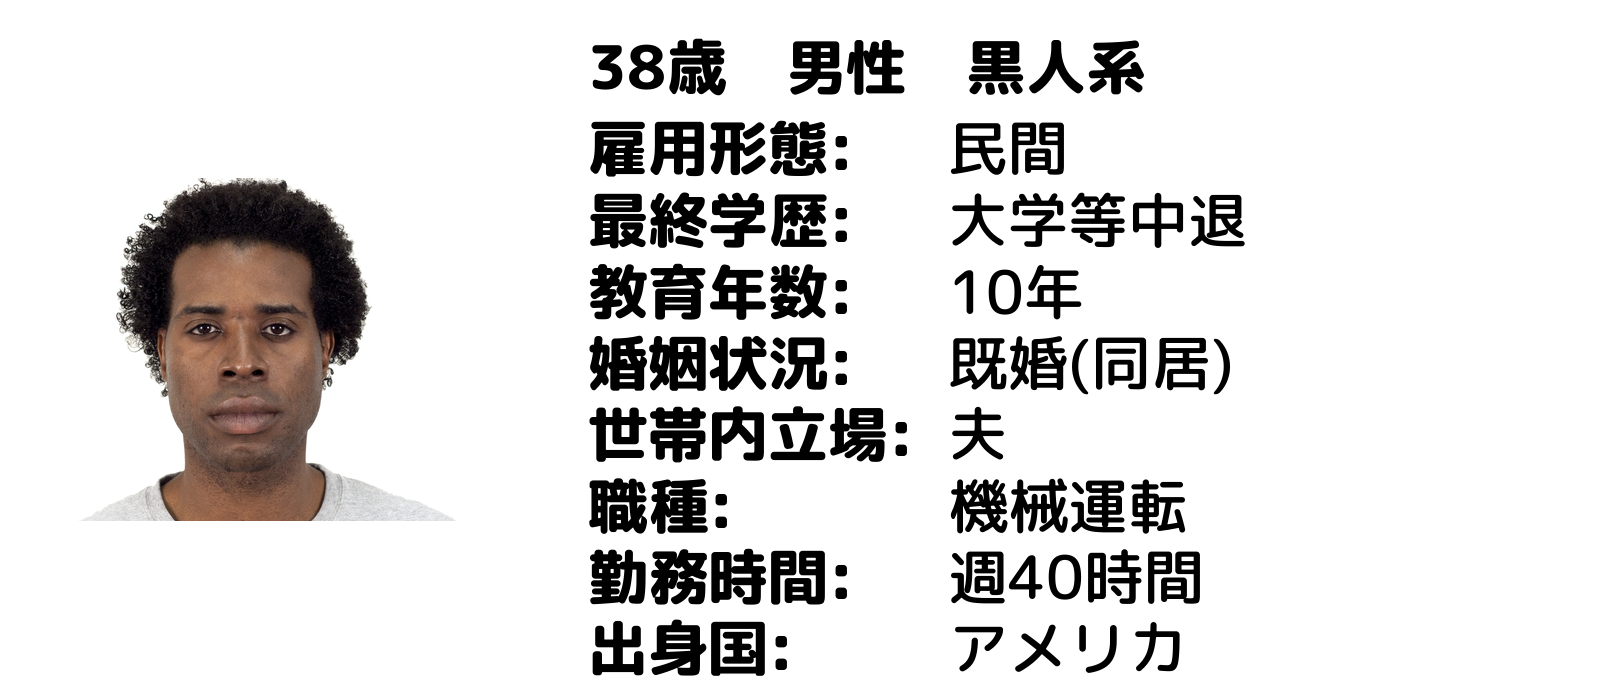 38歳　男性　黒人系
雇用形態: 民間
最終学歴: 大学等中退
教育年数: 10年
婚姻状況: 既婚(同居)
世帯内立場: 夫
職種: 機械運転
勤務時間: 週40時間
出身国: アメリカ